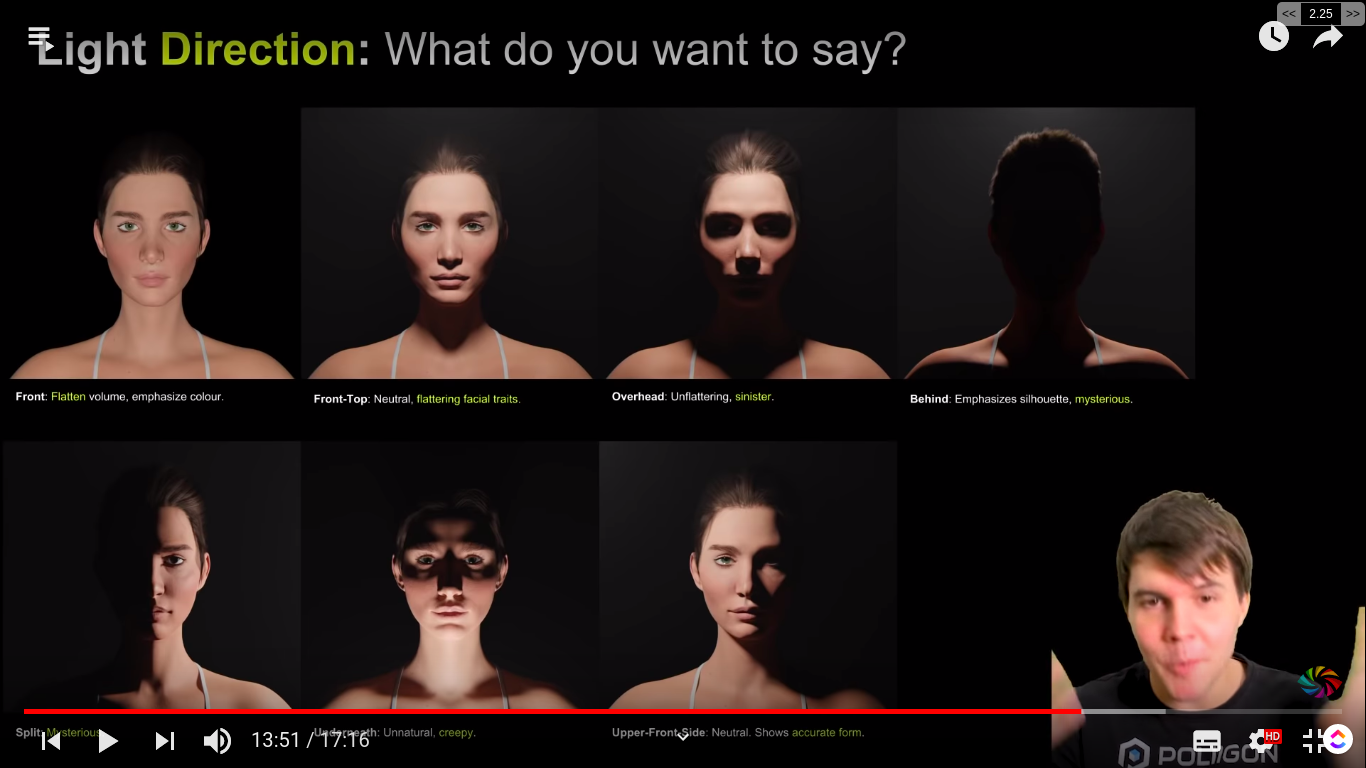 << 2.25 >>
Light Direction: What do you want to say?
Front: Flatten volume, emphasize colour.
Front-Top: Neutral, flattering facial traits.
Overhead: Unflattering, sinister.
Behind: Emphasizes silhouette, mysterious.
Split: Mysterious
Underneath: Unnatural, creepy.
Upper-Front-Side: Neutral. Shows accurate form.
13:51 / 17:16
HD
POLIIGON